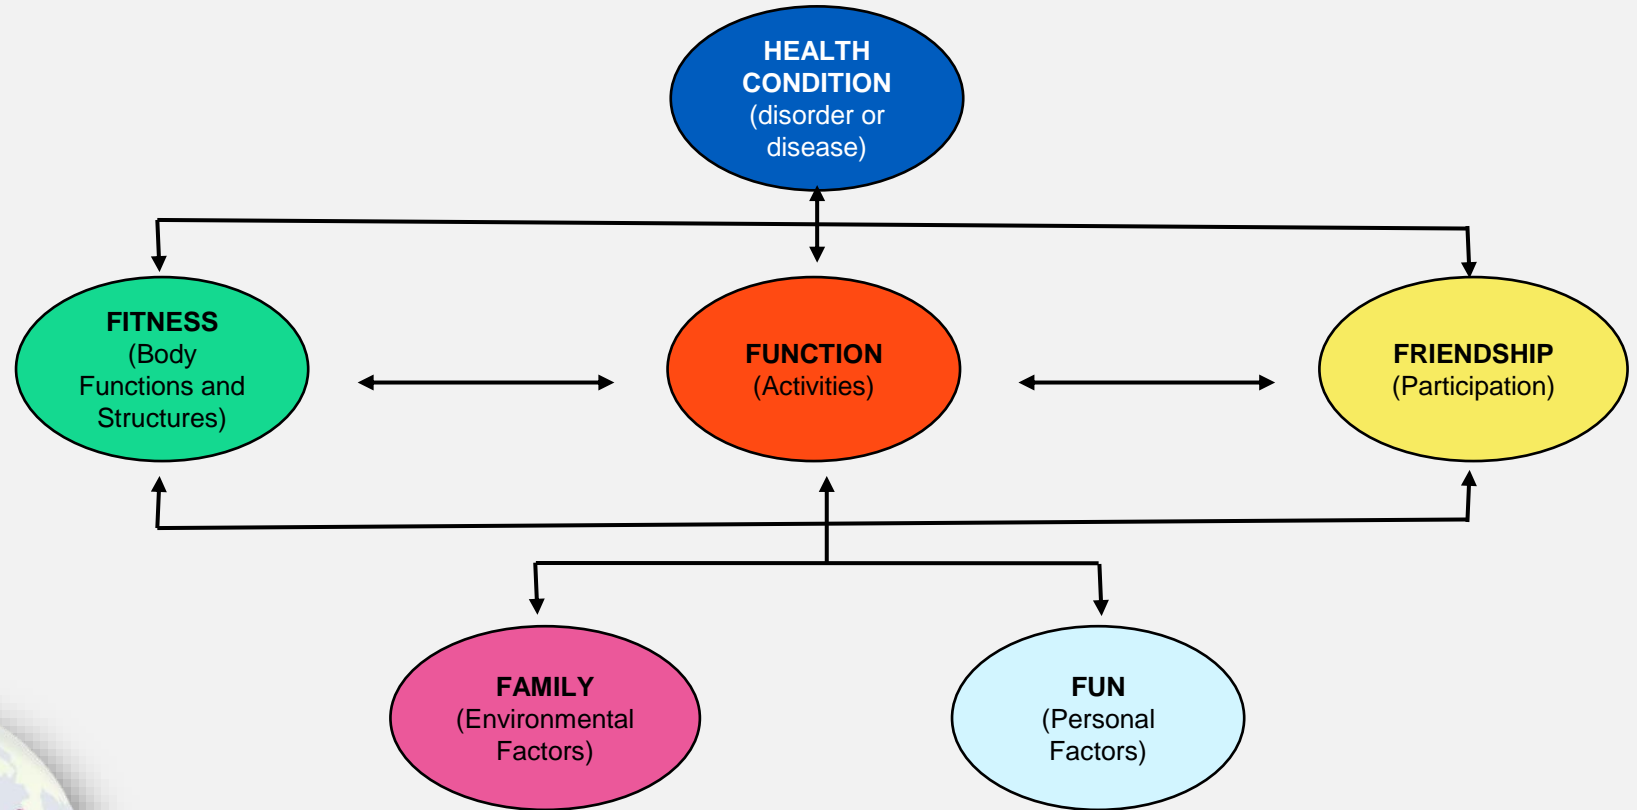 HEALTH
CONDITION
(disorder or
disease)
FITNESS
(Body
Functions and
Structures)
FUNCTION
(Activities)
FRIENDSHIP
(Participation)
FAMILY
(Environmental
Factors)
FUN
(Personal
Factors)